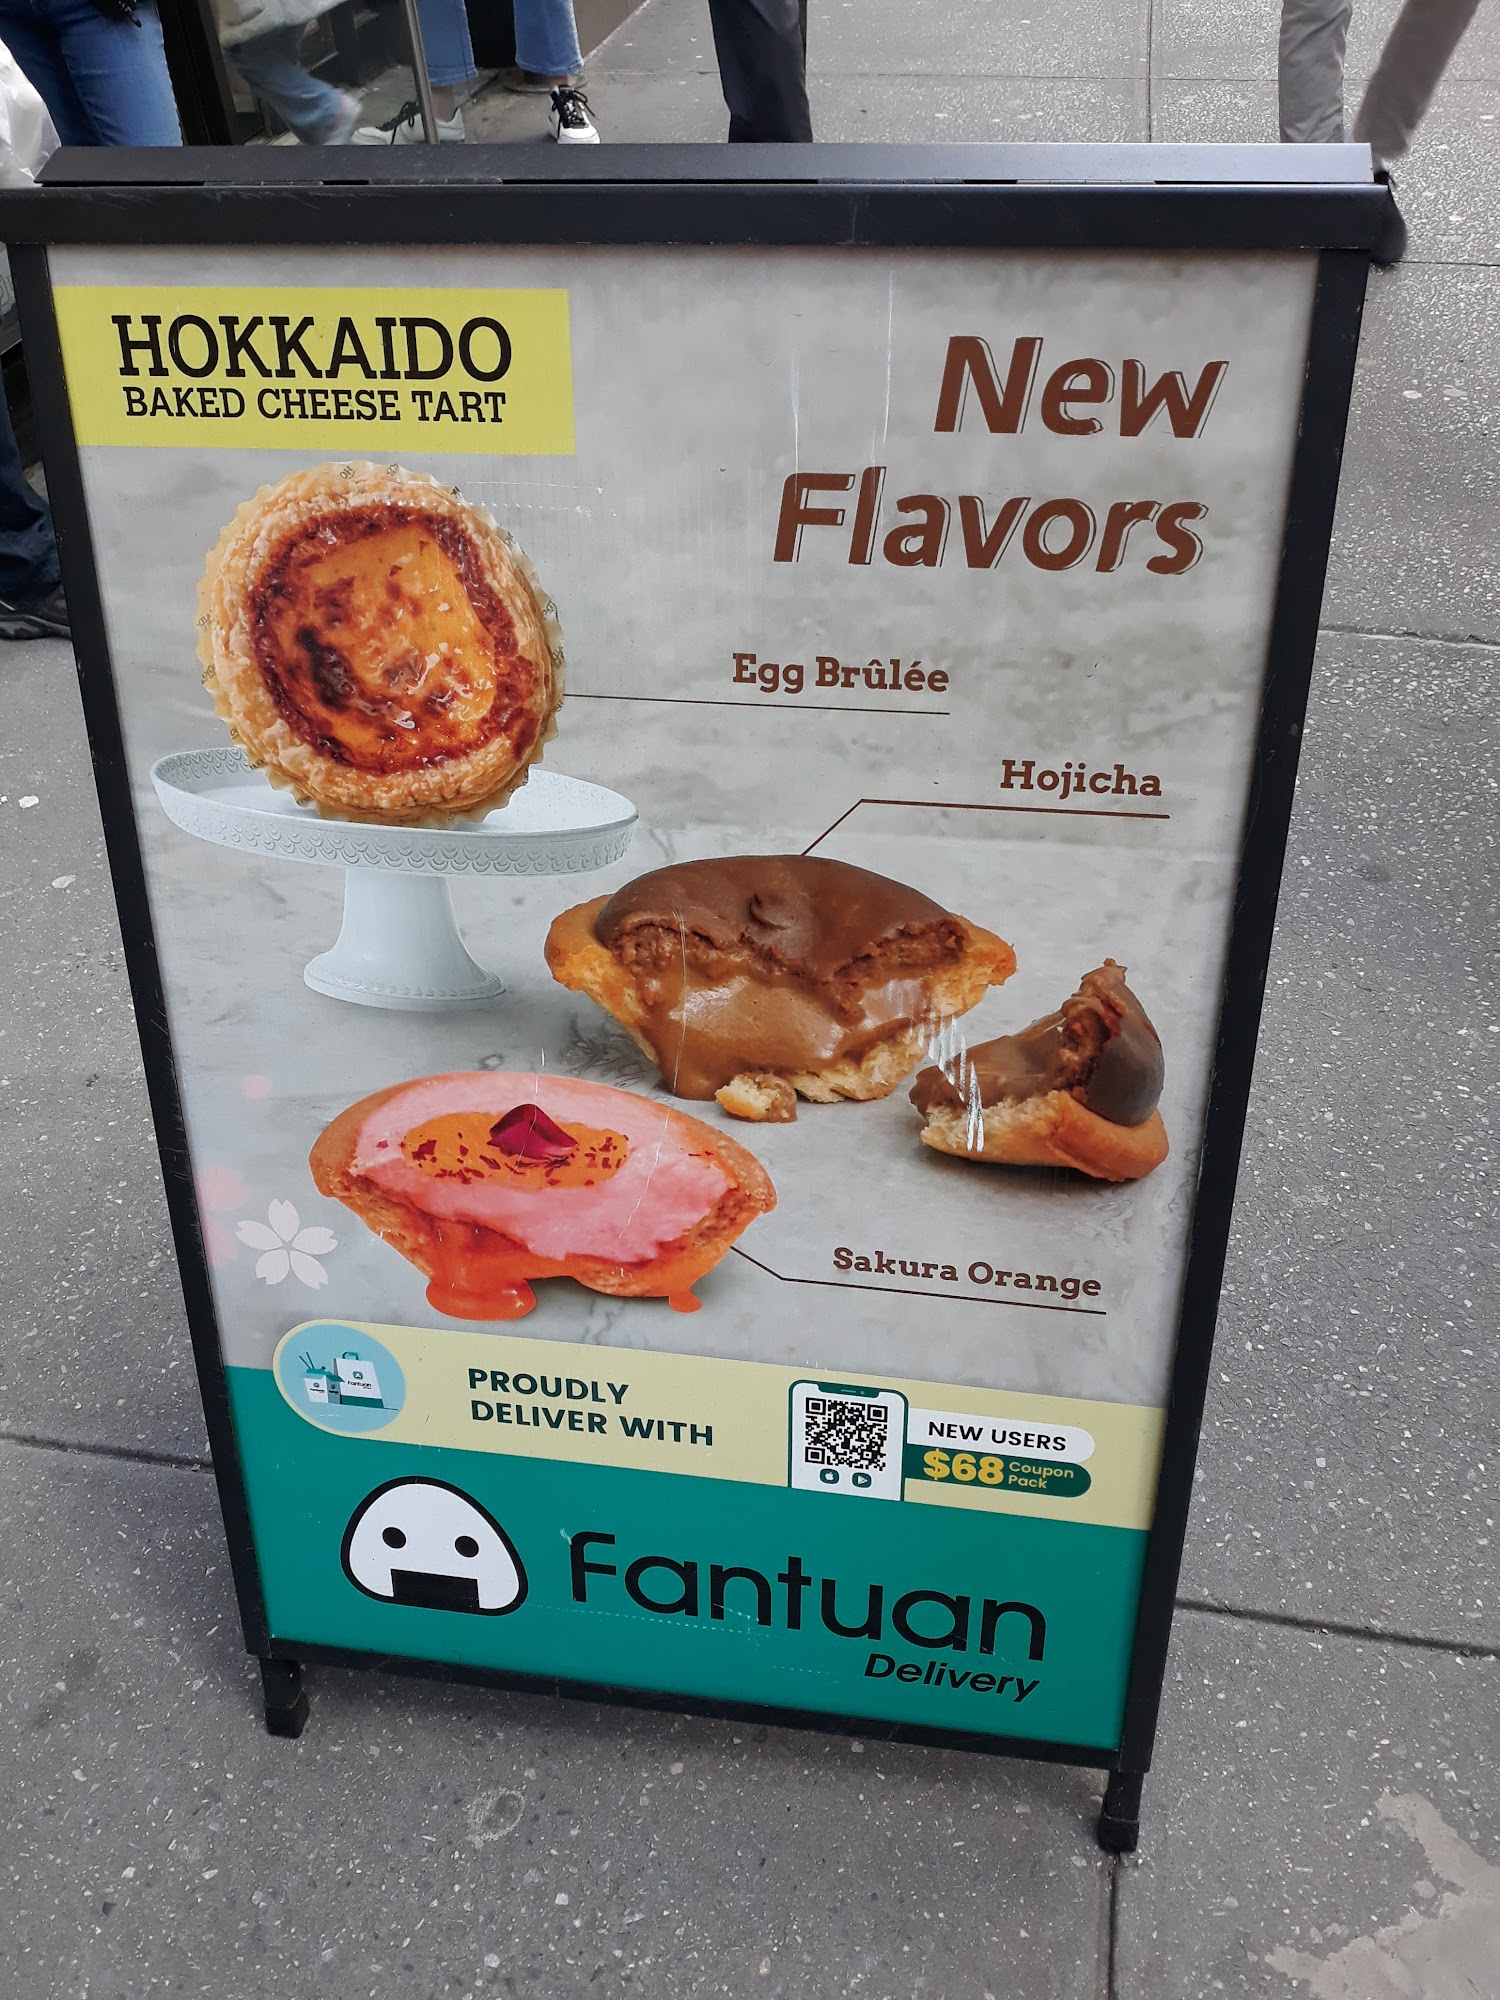 HOKKAIDO
BAKED CHEESE TART
New
Flavors
Egg Brûlée
Hojicha
Sakura Orange
PROUDLY
DELIVER WITH
Fantuan
NEW USERS
$68 Coupon
Pack
Fantuan
Delivery